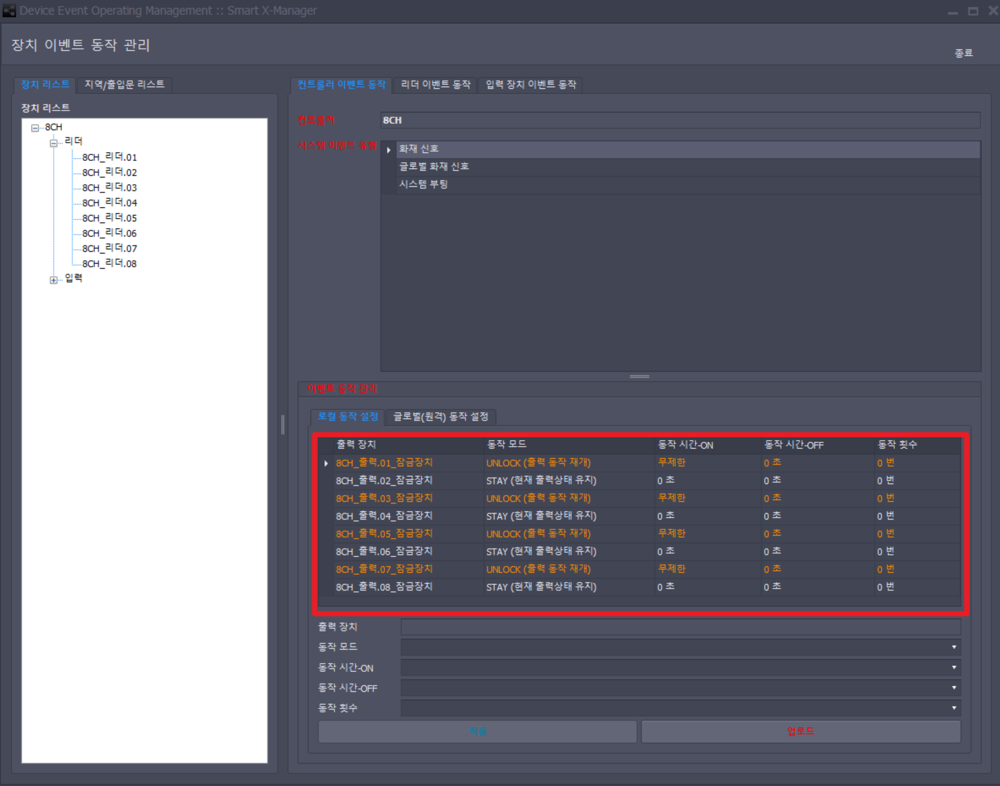 Device Event Operating Management :: Smart X-Manager
장치 이벤트 동작 관리
종료
장치 리스트
지역/출입문 리스트
장치 리스트
8CH
리더
8CH_리더.01
8CH_리더.02
8CH_리더.03
8CH_리더.04
8CH_리더.05
8CH_리더.06
8CH_리더.07
8CH_리더.08
입력
컨트롤러 이벤트 동작
리더 이벤트 동작
입력 장치 이벤트 동작
컨트롤러
8CH
시스템 이벤트 유형
화재 신호
글로벌 화재 신호
시스템 부팅
이벤트 동작 관리
로컬 동작 설정
글로벌(원격) 동작 설정
출력 장치 동작 모드 동작 시간-ON 동작 시간-OFF 동작 횟수
8CH_출력.01_잠금장치 UNLOCK (출력 동작 재개) 무제한 0 초 0 번
8CH_출력.02_잠금장치 STAY (현재 출력상태 유지) 0 초 0 초 0 번
8CH_출력.03_잠금장치 UNLOCK (출력 동작 재개) 무제한 0 초 0 번
8CH_출력.04_잠금장치 STAY (현재 출력상태 유지) 0 초 0 초 0 번
8CH_출력.05_잠금장치 UNLOCK (출력 동작 재개) 무제한 0 초 0 번
8CH_출력.06_잠금장치 STAY (현재 출력상태 유지) 0 초 0 초 0 번
8CH_출력.07_잠금장치 UNLOCK (출력 동작 재개) 무제한 0 초 0 번
8CH_출력.08_잠금장치 STAY (현재 출력상태 유지) 0 초 0 초 0 번
출력 장치
동작 모드
동작 시간-ON
동작 시간-OFF
동작 횟수
적용
업로드